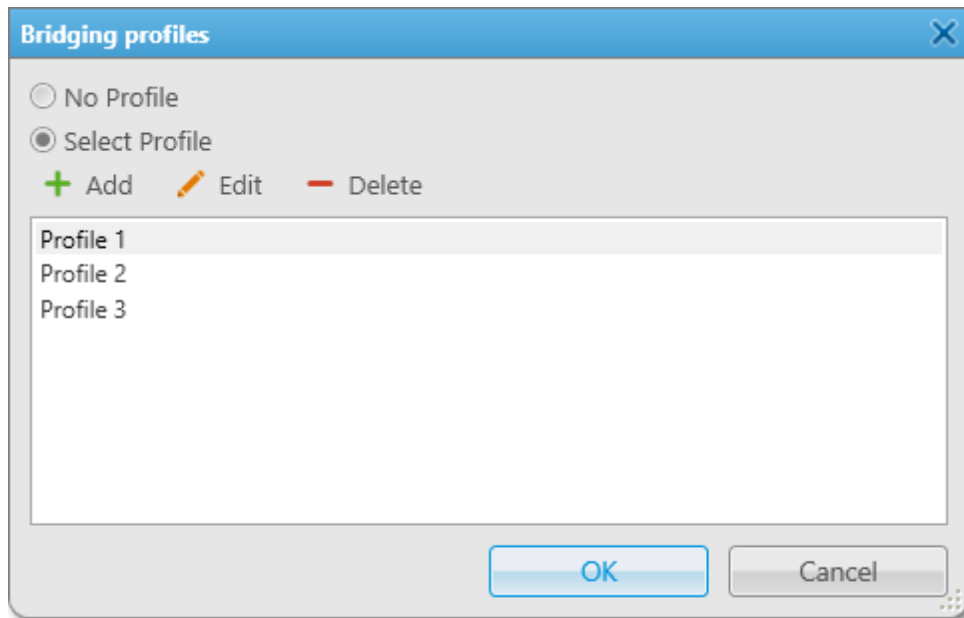 Bridging profiles
No Profile
Select Profile
Add Edit Delete
Profile 1
Profile 2
Profile 3
OK Cancel